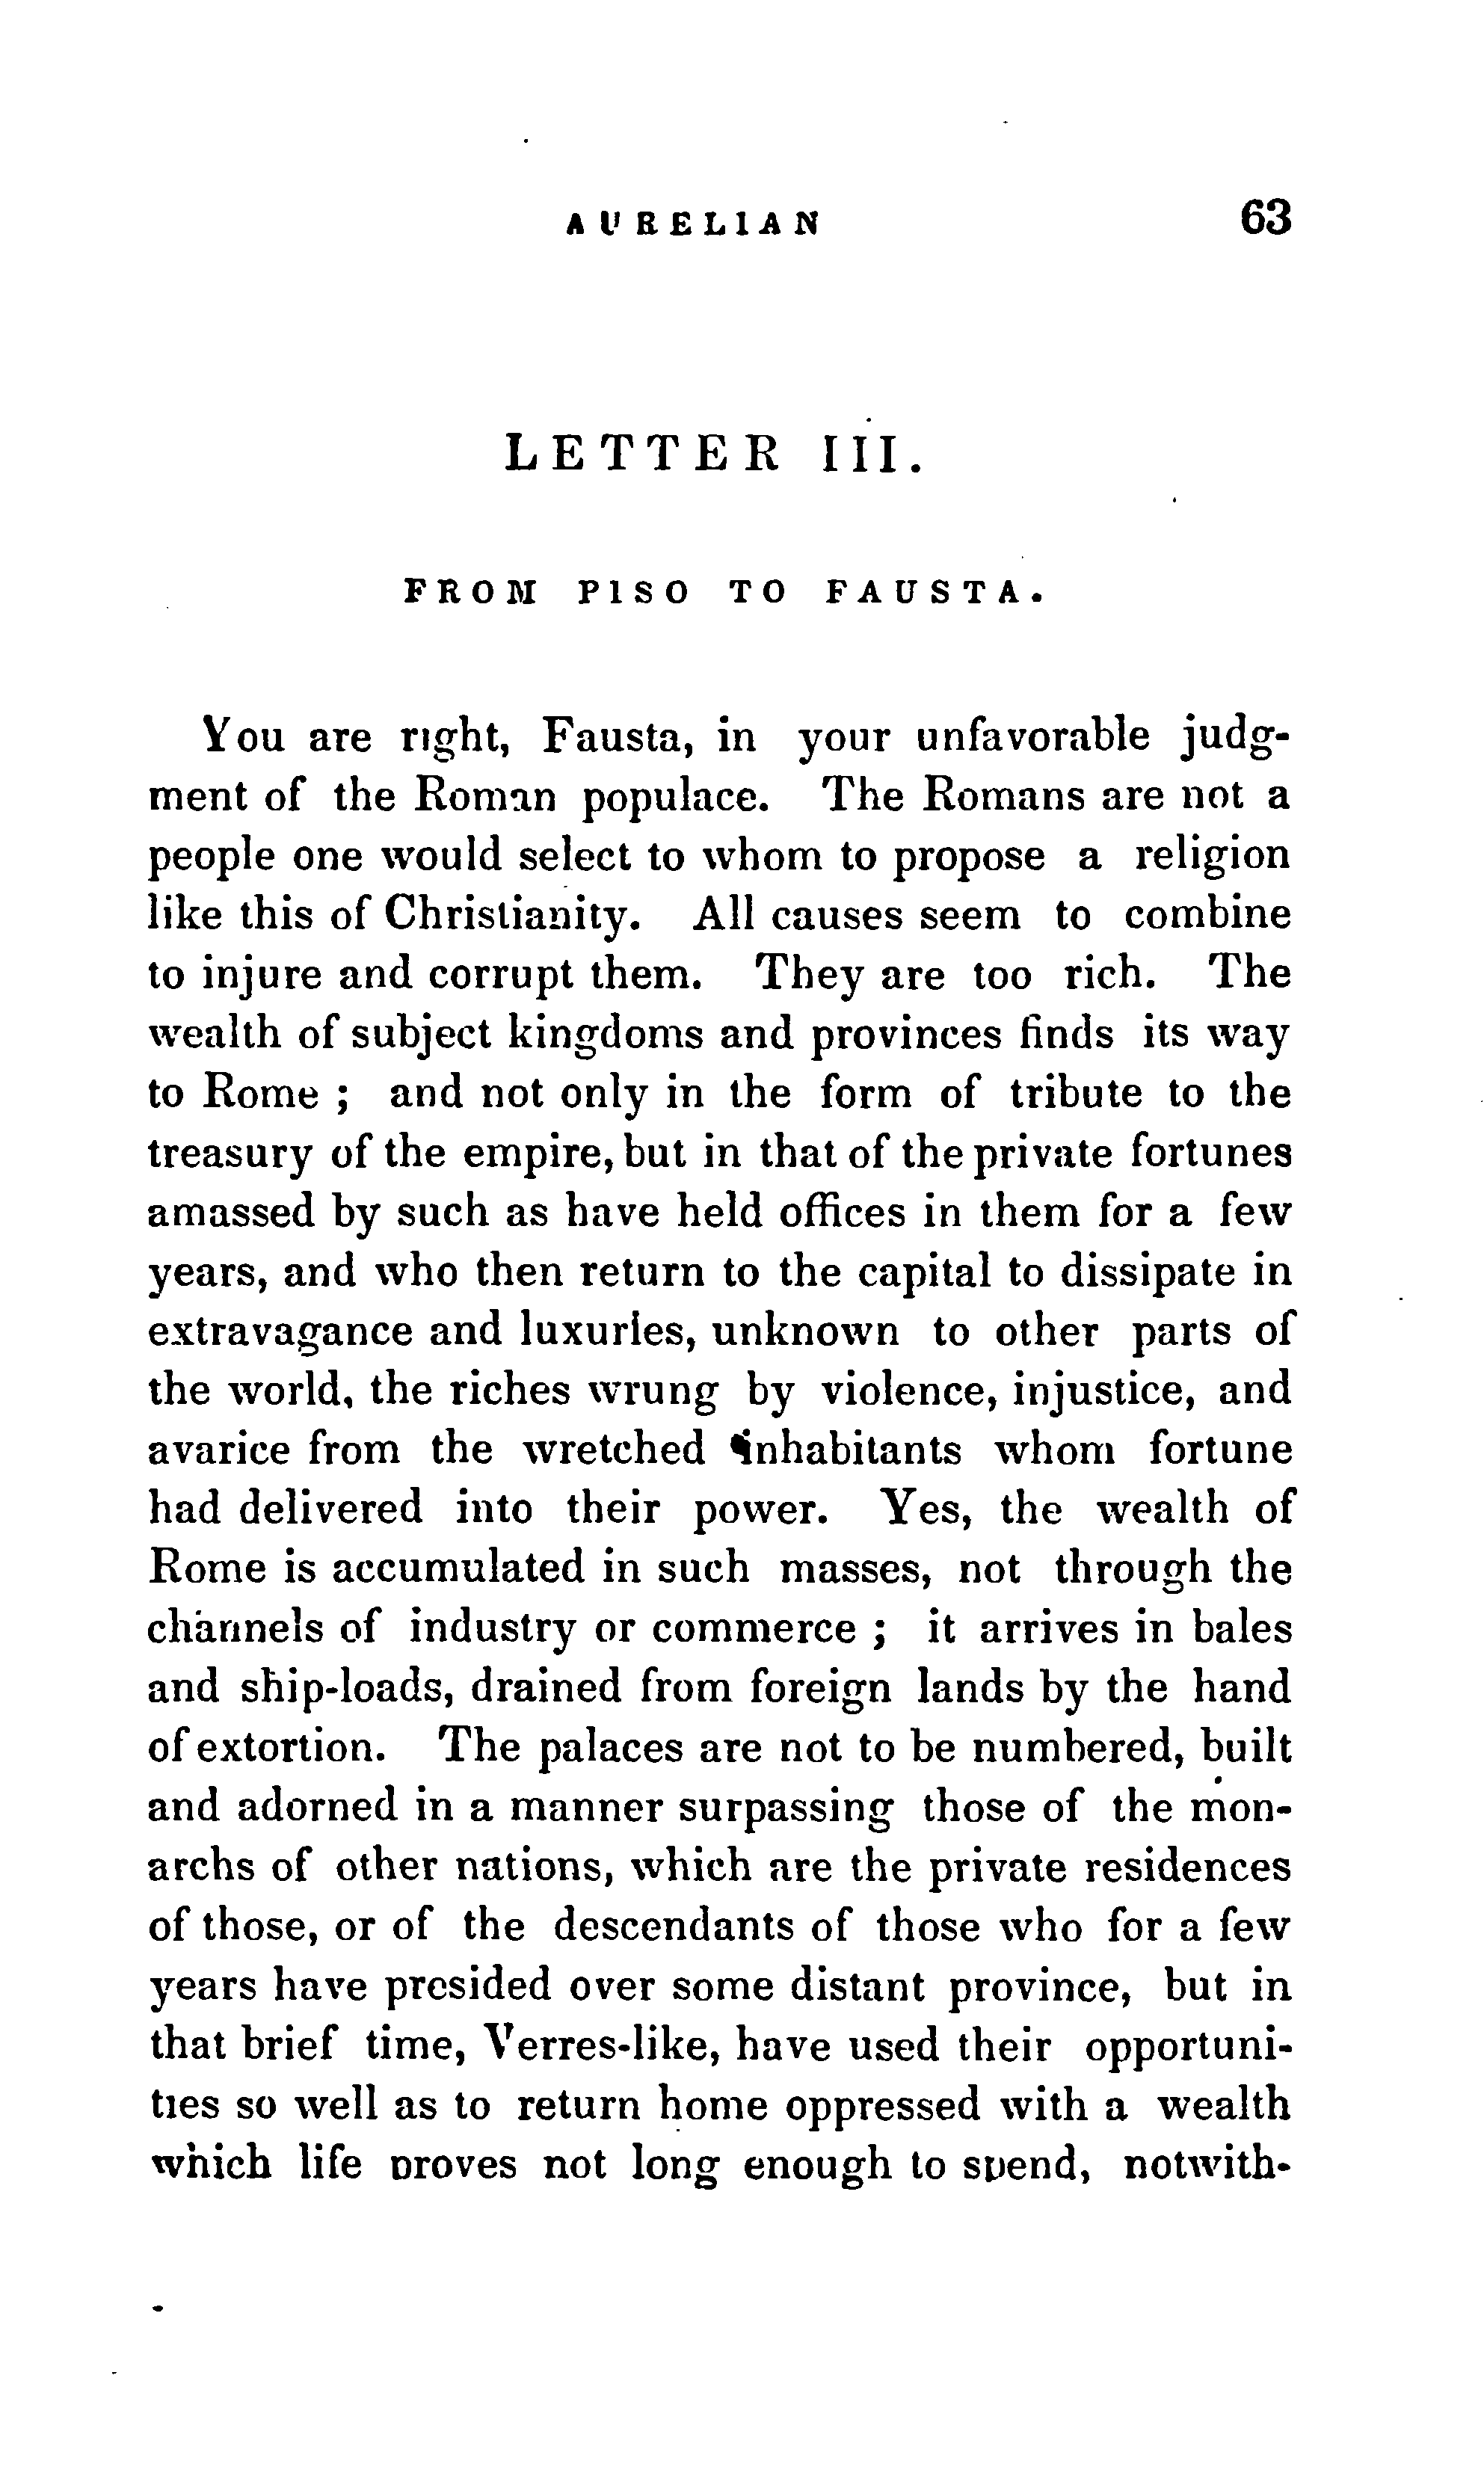 AURELIAN 63
LETTER III.
FROM PISO TO FAUSTA.
You are right, Fausta, in your unfavorable judg-
ment of the Roman populace. The Romans are not a
people one would select to whom to propose a religion
like this of Christianity. All causes seem to combine
to injure and corrupt them. They are too rich. The
wealth of subject kingdoms and provinces finds its way
to Rome ; and not only in the form of tribute to the
treasury of the empire, but in that of the private fortunes
amassed by such as have held offices in them for a few
years, and who then return to the capital to dissipate in
extravagance and luxuries, unknown to other parts of
the world, the riches wrung by violence, injustice, and
avarice from the wretched inhabitants whom fortune
had delivered into their power. Yes, the wealth of
Rome is accumulated in such masses, not through the
channels of industry or commerce ; it arrives in bales
and ship-loads, drained from foreign lands by the hand
of extortion. The palaces are not to be numbered, built
and adorned in a manner surpassing those of the mon-
archs of other nations, which are the private residences
of those, or of the descendants of those who for a few
years have presided over some distant province, but in
that brief time, Verres-like, have used their opportuni-
ties so well as to return home oppressed with a wealth
which life proves not long enough to spend, notwith-